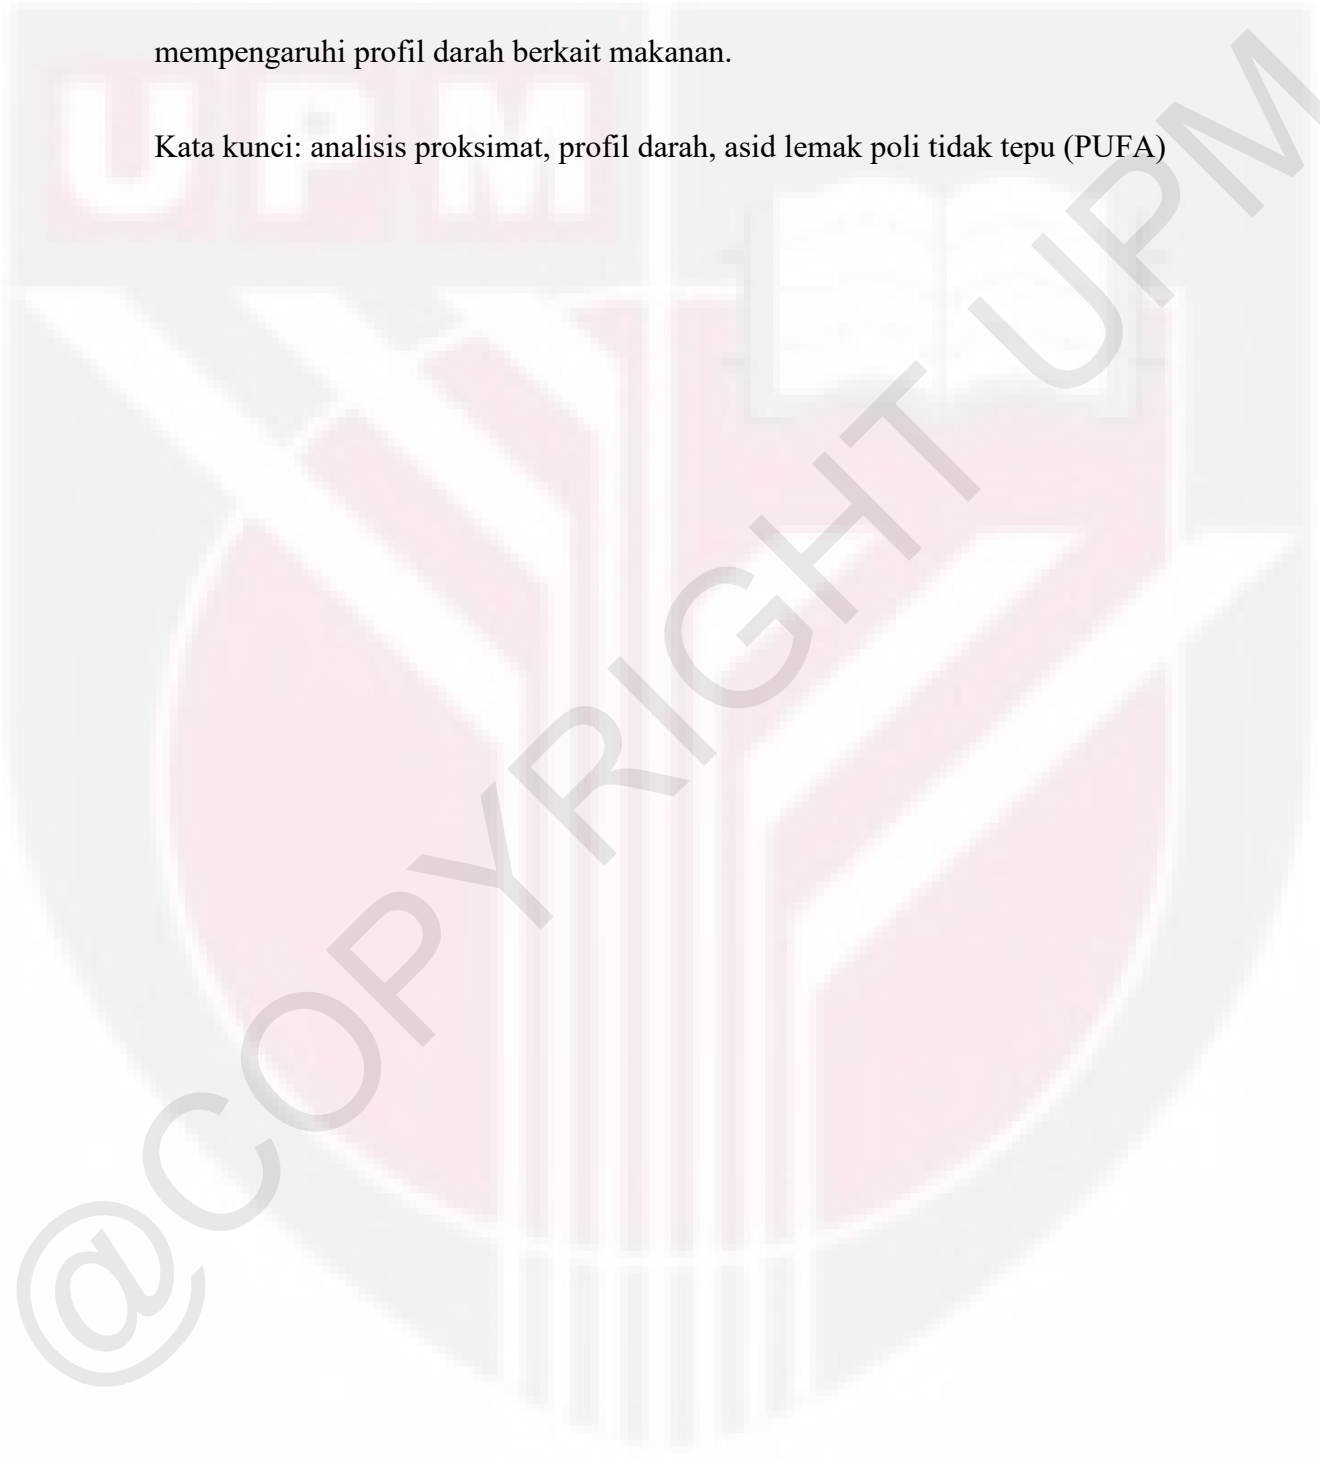 mempengaruhi profil darah berkait makanan.
Kata kunci: analisis proksimat, profil darah, asid lemak poli tidak tepu (PUFA)
UPM
@COPYRIGHT UPM